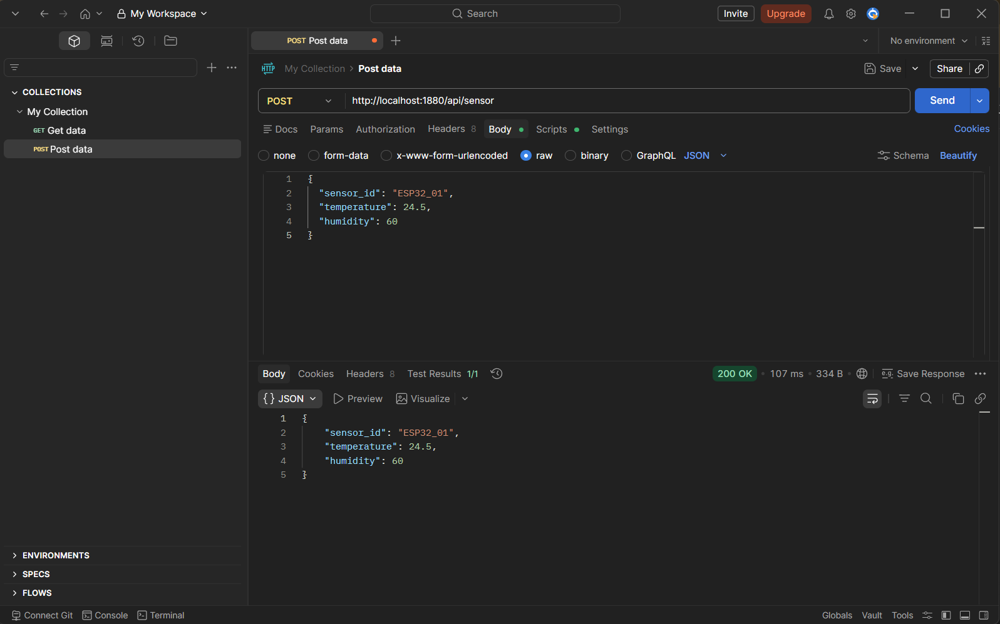 My Workspace
Search
Invite
Upgrade
POST Post data
No environment
My Collection > Post data
Save
Share
COLLECTIONS
My Collection
GET Get data
POST Post data
POST
http://localhost:1880/api/sensor
Send
Docs
Params
Authorization
Headers 8
Body
Scripts
Settings
Cookies
none
form-data
x-www-form-urlencoded
raw
binary
GraphQL
JSON
Schema
Beautify
1 {
2 "sensor_id": "ESP32_01",
3 "temperature": 24.5,
4 "humidity": 60
5 }
Body
Cookies
Headers 8
Test Results 1/1
200 OK
107 ms
334 B
e.g. Save Response
{} JSON
Preview
Visualize
1 {
2 "sensor_id": "ESP32_01",
3 "temperature": 24.5,
4 "humidity": 60
5 }
ENVIRONMENTS
SPECS
FLOWS
Connect Git
Console
Terminal
Globals
Vault
Tools